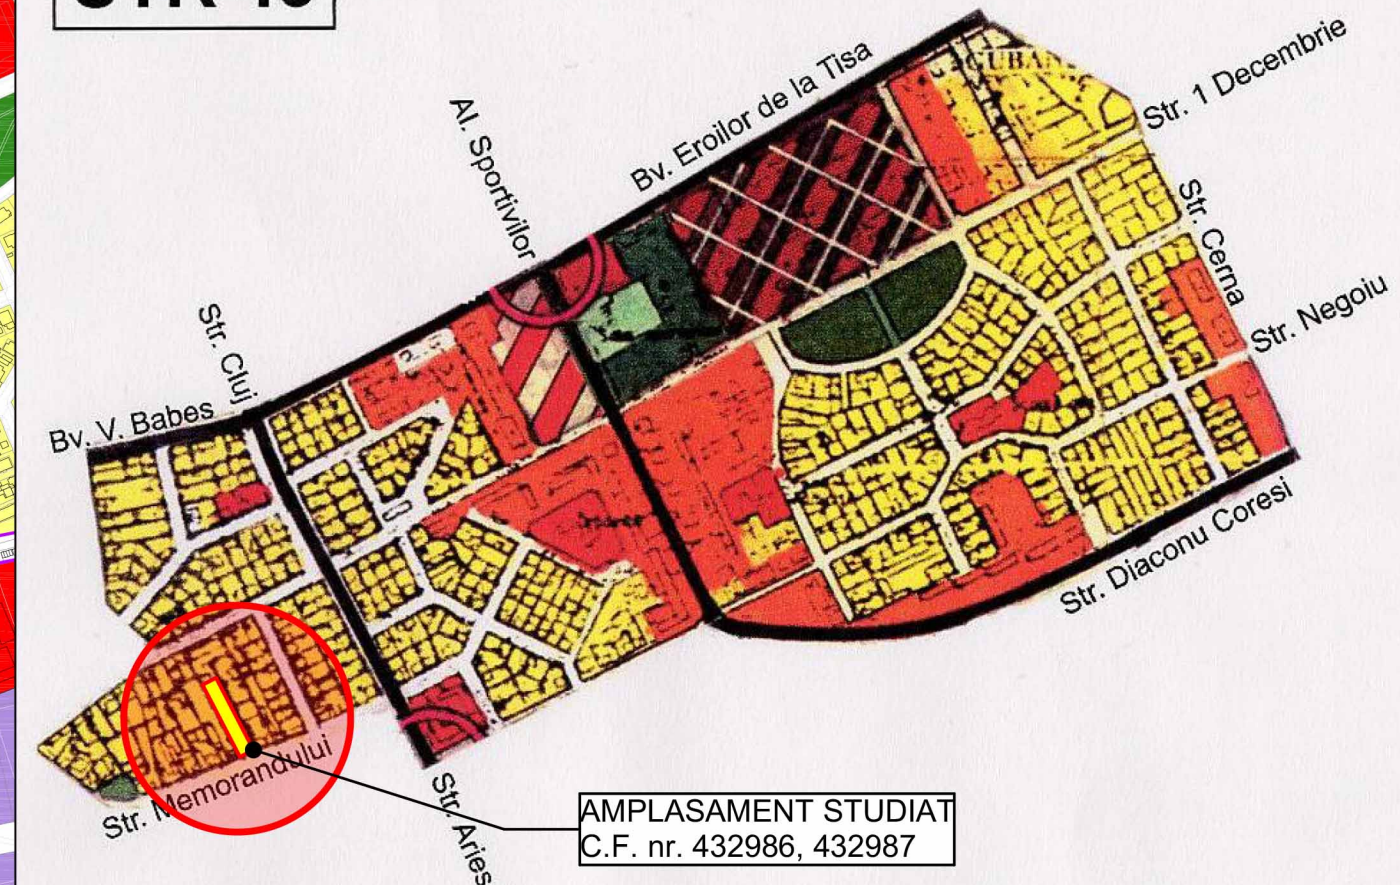 Bv. Eroilor de la Tisa
Str. 1 Decembrie
Al. Sportivilor
Str. Cerna
Str. Negoiu
Str. Cluj
Bv. V. Babes
Str. Diaconu Coresi
Str. Memorandului
Str. Aries
AMPLASAMENT STUDIAT
C.F. nr. 432986, 432987